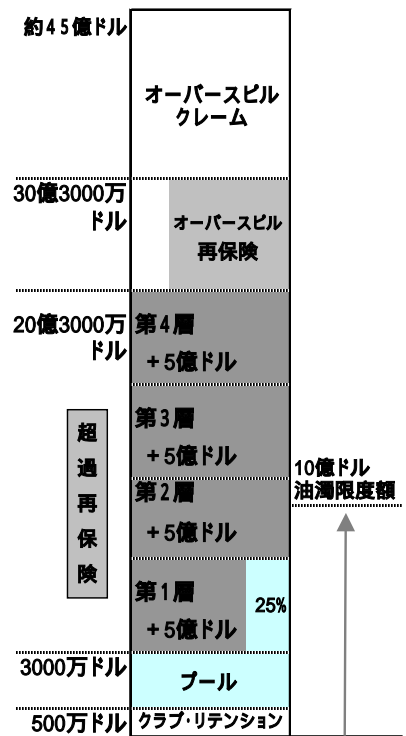 約45億ドル
オーバースピル
クレーム
30億3000万
ドル
オーバースピル
再保険
20億3000万
ドル
第4層
+5億ドル
超過再保険
第3層
+5億ドル
10億ドル
油濁限度額
第2層
+5億ドル
第1層
+5億ドル
25%
3000万ドル
プール
500万ドル
クラブ・リテンション